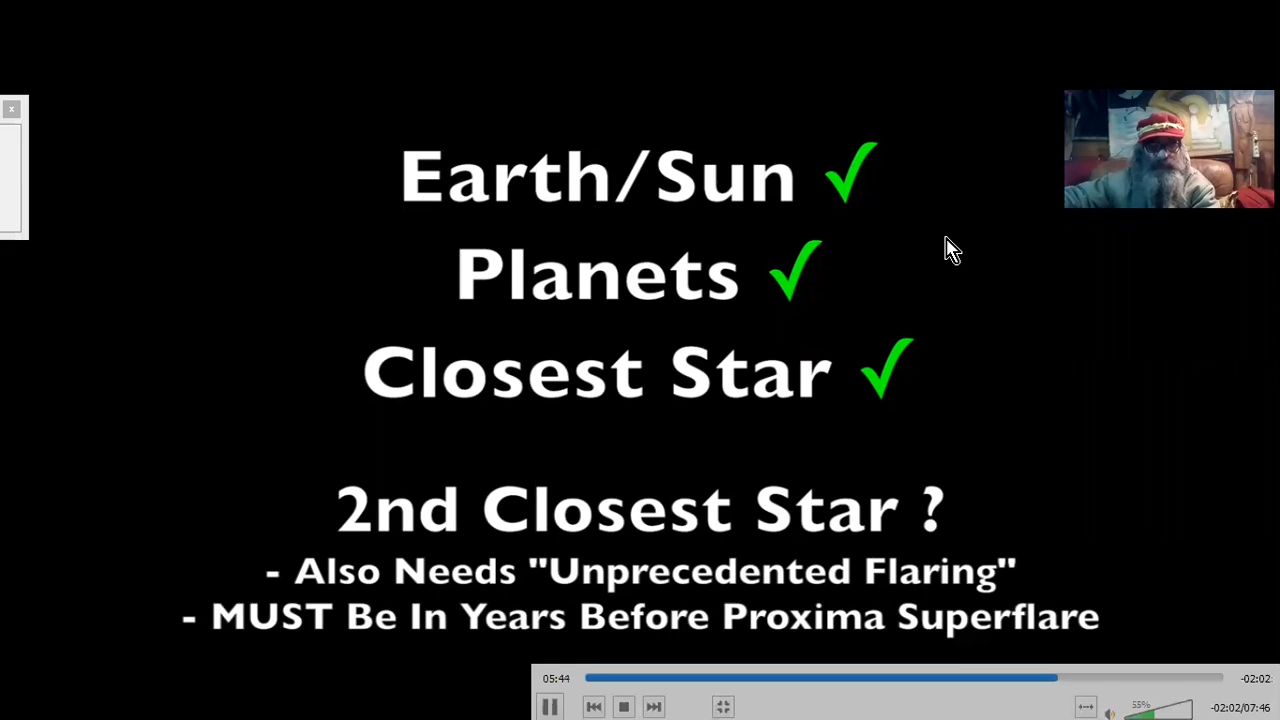 Earth/Sun ✓
Planets ✓
Closest Star ✓
2nd Closest Star ?
- Also Needs "Unprecedented Flaring"
- MUST Be In Years Before Proxima Superflare
05:44
-02:02
55%
-02:02/07:46